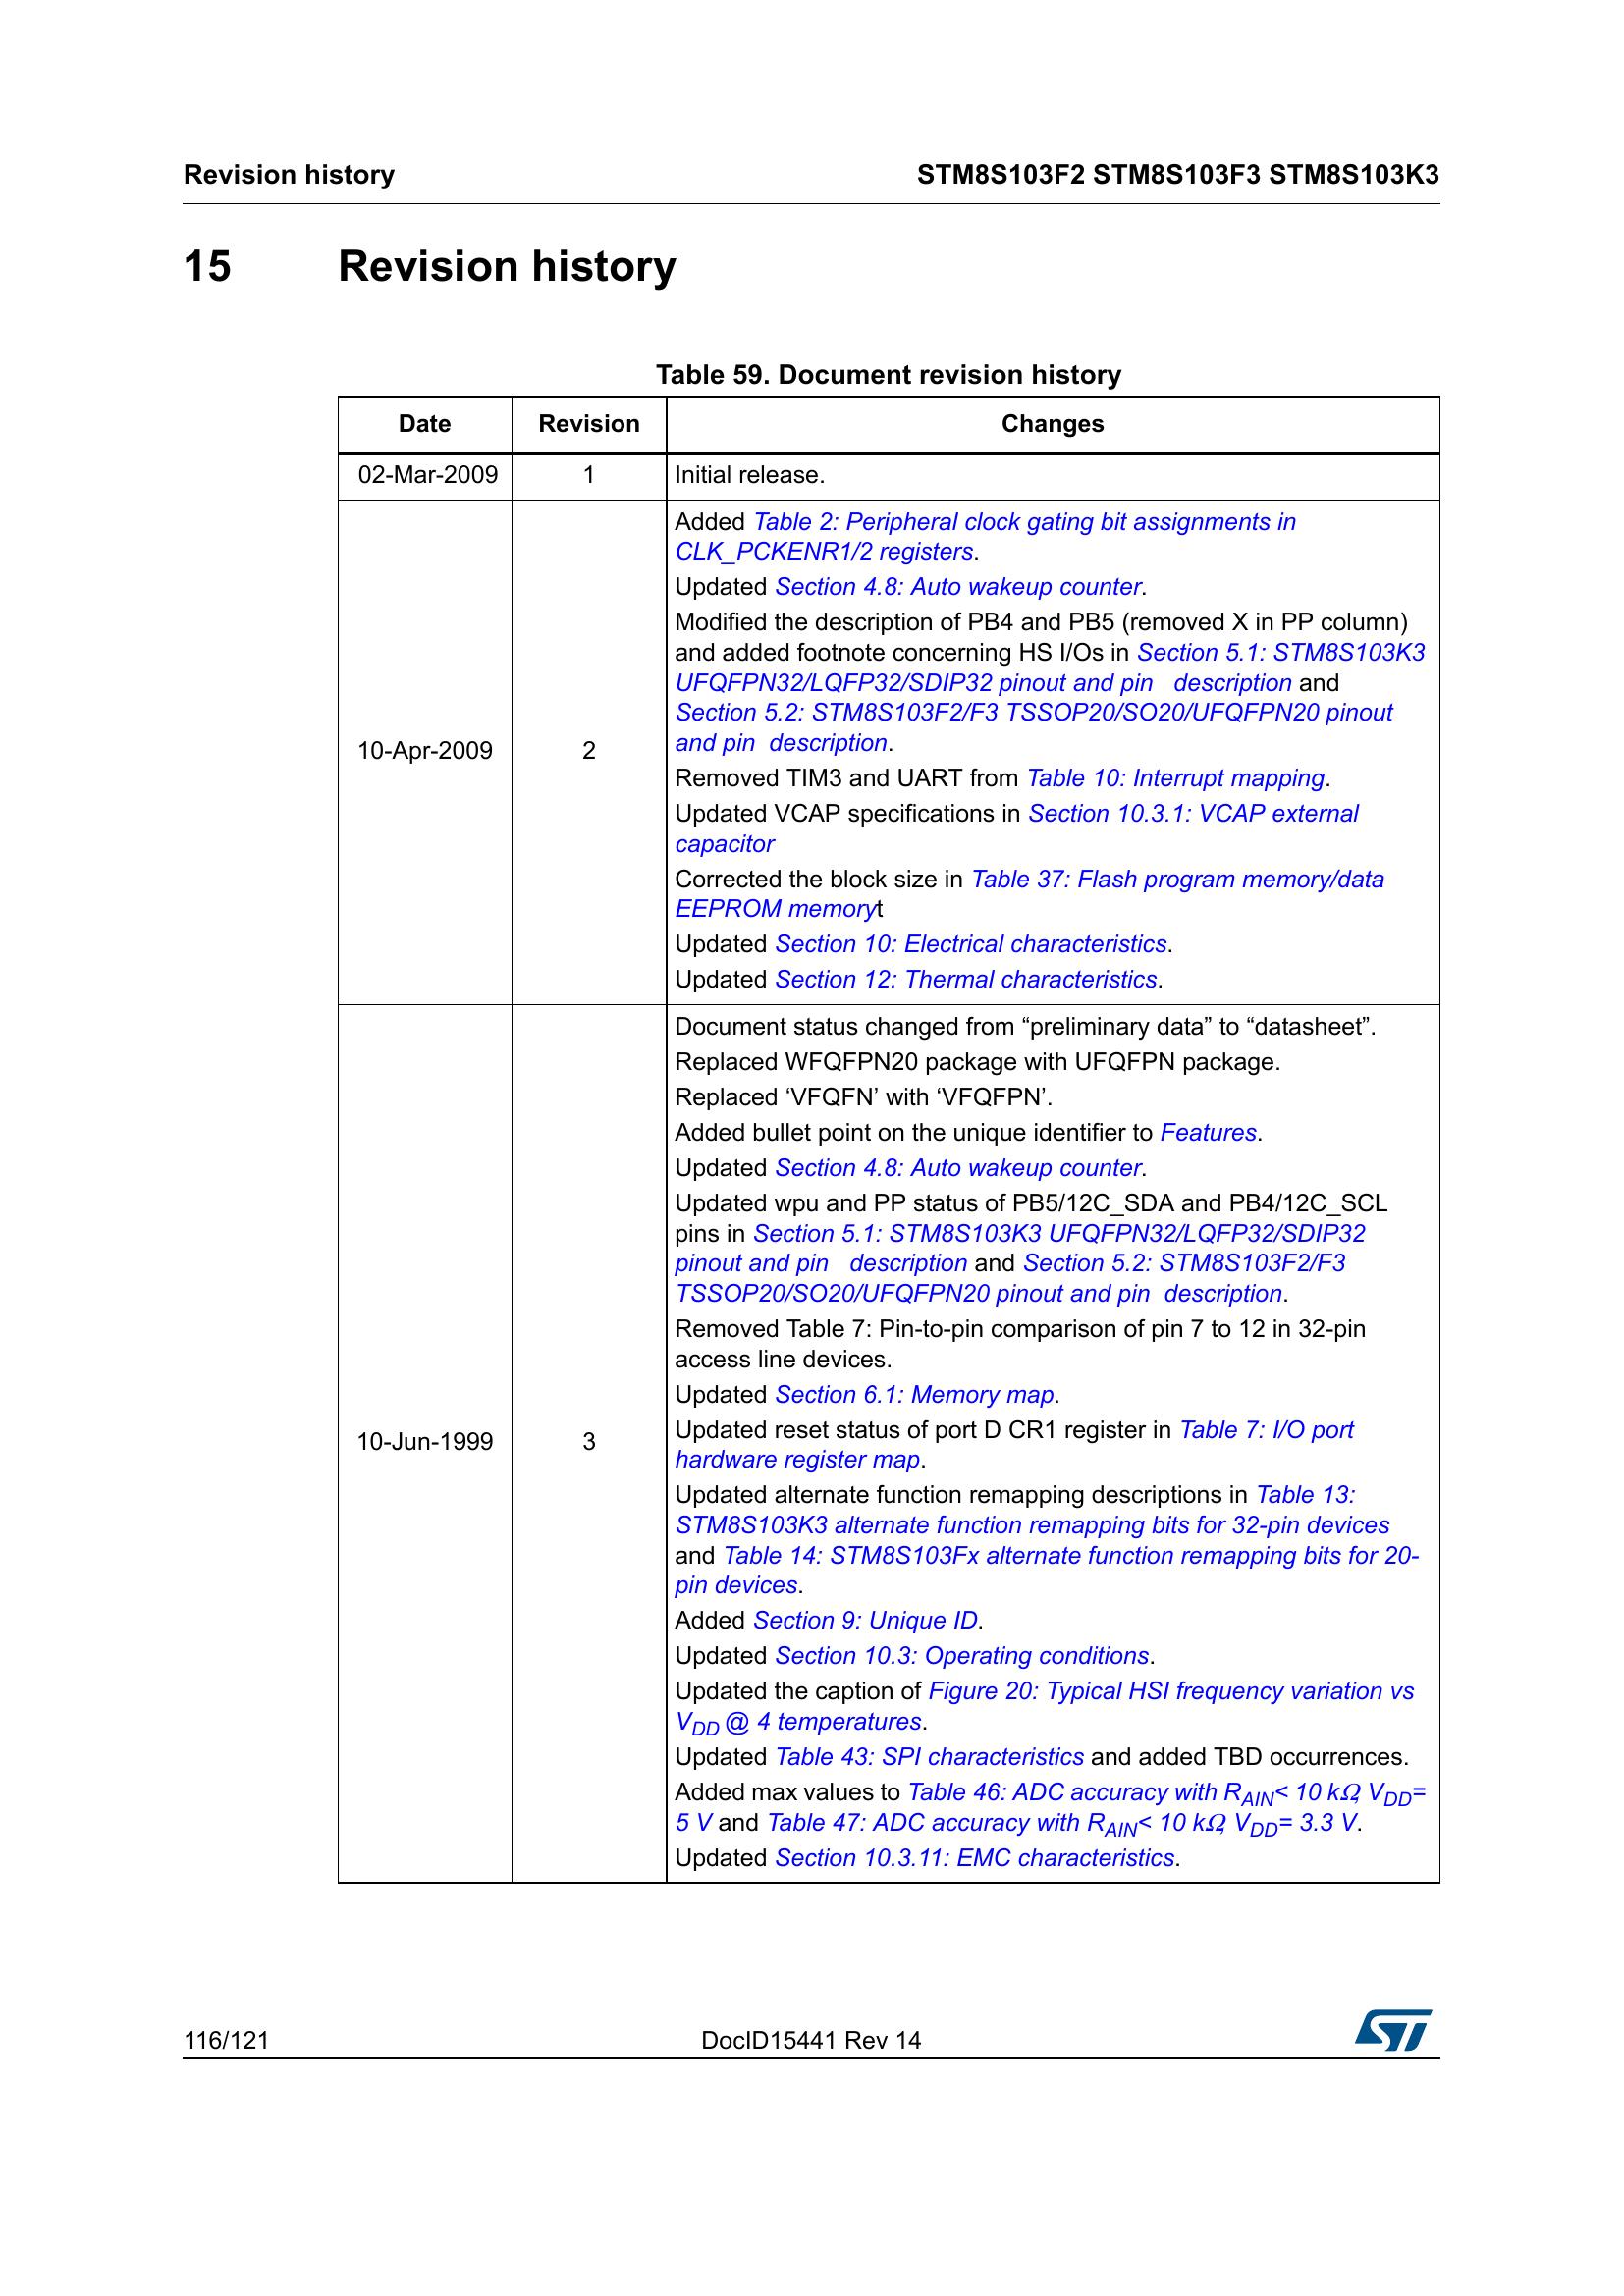 Revision history STM8S103F2 STM8S103F3 STM8S103K3
15 Revision history
Table 59. Document revision history
Date Revision Changes
02-Mar-2009 1 Initial release.
Added Table 2: Peripheral clock gating bit assignments in
CLK_PCKENR1/2 registers.
Updated Section 4.8: Auto wakeup counter.
Modified the description of PB4 and PB5 (removed X in PP column)
and added footnote concerning HS I/Os in Section 5.1: STM8S103K3
UFQFPN32/LQFP32/SDIP32 pinout and pin description and
Section 5.2: STM8S103F2/F3 TSSOP20/SO20/UFQFPN20 pinout
and pin description.
10-Apr-2009 2
Removed TIM3 and UART from Table 10: Interrupt mapping.
Updated VCAP specifications in Section 10.3.1: VCAP external
capacitor
Corrected the block size in Table 37: Flash program memory/data
EEPROM memoryt
Updated Section 10: Electrical characteristics.
Updated Section 12: Thermal characteristics.
Document status changed from “preliminary data” to “datasheet”.
Replaced WFQFPN20 package with UFQFPN package.
Replaced ‘VFQFN’ with ‘VFQFPN’.
Added bullet point on the unique identifier to Features.
Updated Section 4.8: Auto wakeup counter.
Updated wpu and PP status of PB5/12C_SDA and PB4/12C_SCL
pins in Section 5.1: STM8S103K3 UFQFPN32/LQFP32/SDIP32
pinout and pin description and Section 5.2: STM8S103F2/F3
TSSOP20/SO20/UFQFPN20 pinout and pin description.
Removed Table 7: Pin-to-pin comparison of pin 7 to 12 in 32-pin
access line devices.
Updated Section 6.1: Memory map.
Updated reset status of port D CR1 register in Table 7: I/O port
10-Jun-1999 3
hardware register map.
Updated alternate function remapping descriptions in Table 13:
STM8S103K3 alternate function remapping bits for 32-pin devices
and Table 14: STM8S103Fx alternate function remapping bits for 20-
pin devices.
Added Section 9: Unique ID.
Updated Section 10.3: Operating conditions.
Updated the caption of Figure 20: Typical HSI frequency variation vs
VDD @ 4 temperatures.
Updated Table 43: SPI characteristics and added TBD occurrences.
Added max values to Table 46: ADC accuracy with RAIN< 10 kΩ, VDD=
5 V and Table 47: ADC accuracy with RAIN< 10 kΩ, VDD= 3.3 V.
Updated Section 10.3.11: EMC characteristics.
116/121 DocID15441 Rev 14 ST